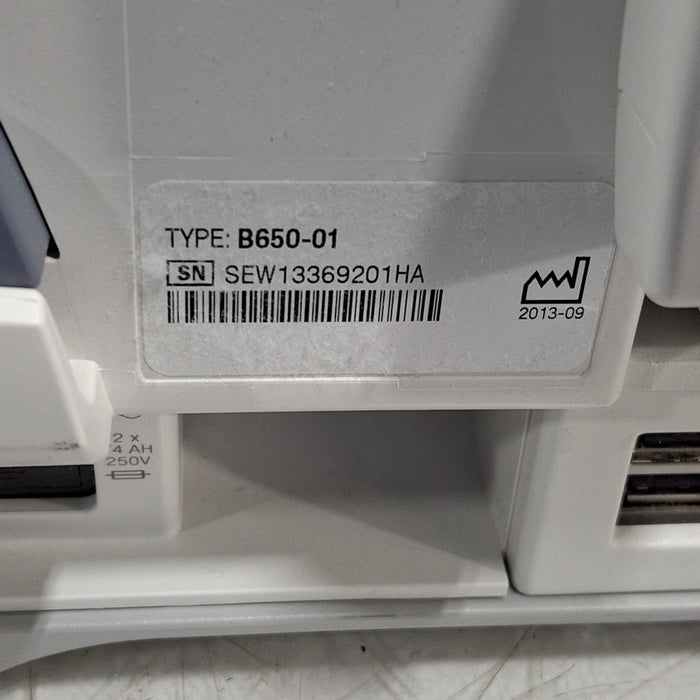 TYPE: B650-01
SN SEW13369201HA
2013-09
2 x
4 AH
250V